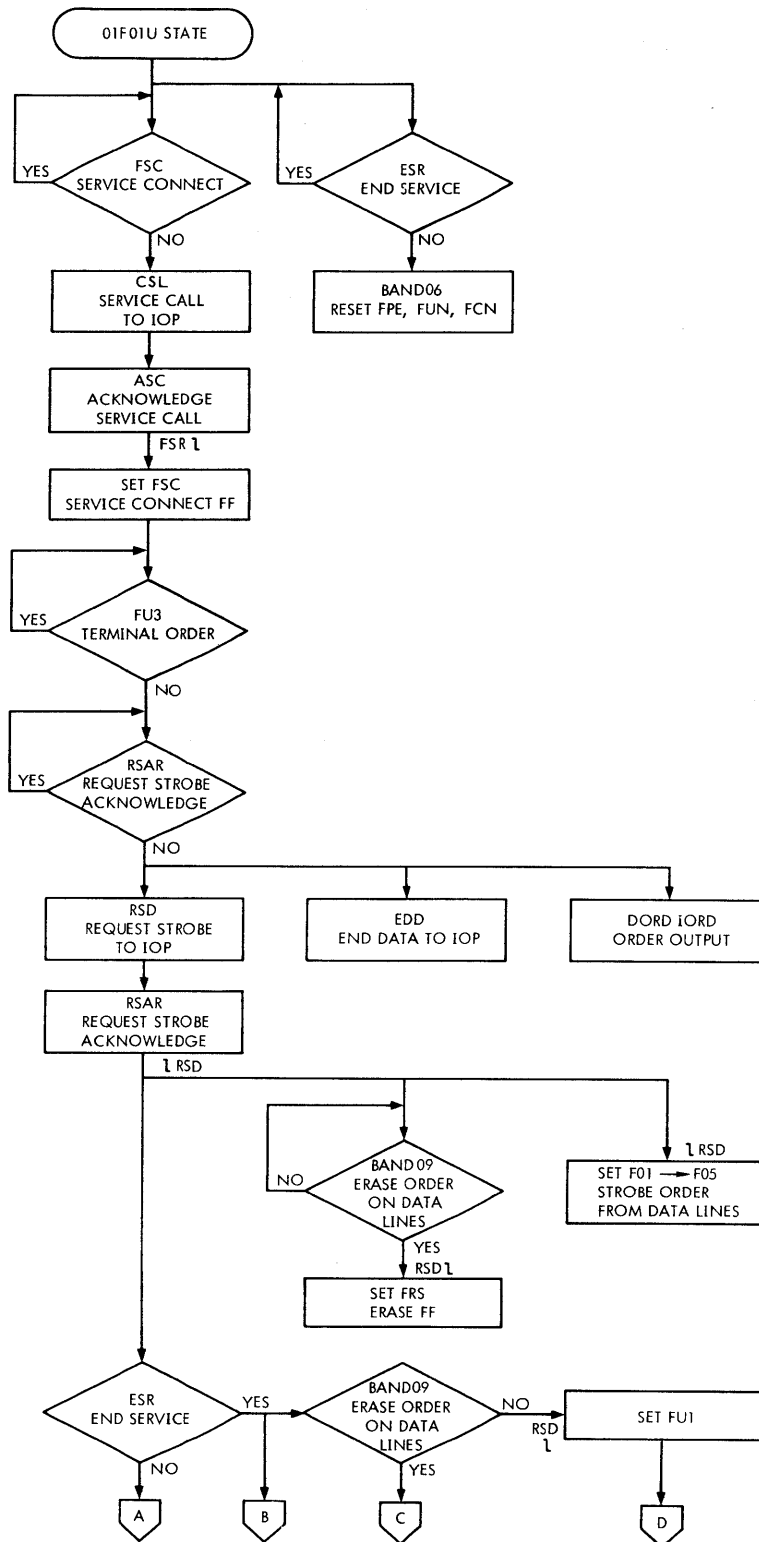 01F01U STATE
FSC
SERVICE CONNECT
YES
NO
ESR
END SERVICE
YES
NO
CSL
SERVICE CALL
TO IOP
BAND06
RESET FPE, FUN, FCN
ASC
ACKNOWLEDGE
SERVICE CALL
FSR ʅ
SET FSC
SERVICE CONNECT FF
FU3
TERMINAL ORDER
YES
NO
RSAR
REQUEST STROBE
ACKNOWLEDGE
YES
NO
RSD
REQUEST STROBE
TO IOP
EDD
END DATA TO IOP
DORD IORD
ORDER OUTPUT
RSAR
REQUEST STROBE
ACKNOWLEDGE
ʅ RSD
BAND09
ERASE ORDER
ON DATA
LINES
NO
YES
RSD ʅ
ʅ RSD
SET F01 → F05
STROBE ORDER
FROM DATA LINES
SET FRS
ERASE FF
ESR
END SERVICE
YES
NO
BAND09
ERASE ORDER
ON DATA
LINES
NO
RSD
ʅ
YES
SET FU1
A
B
C
D